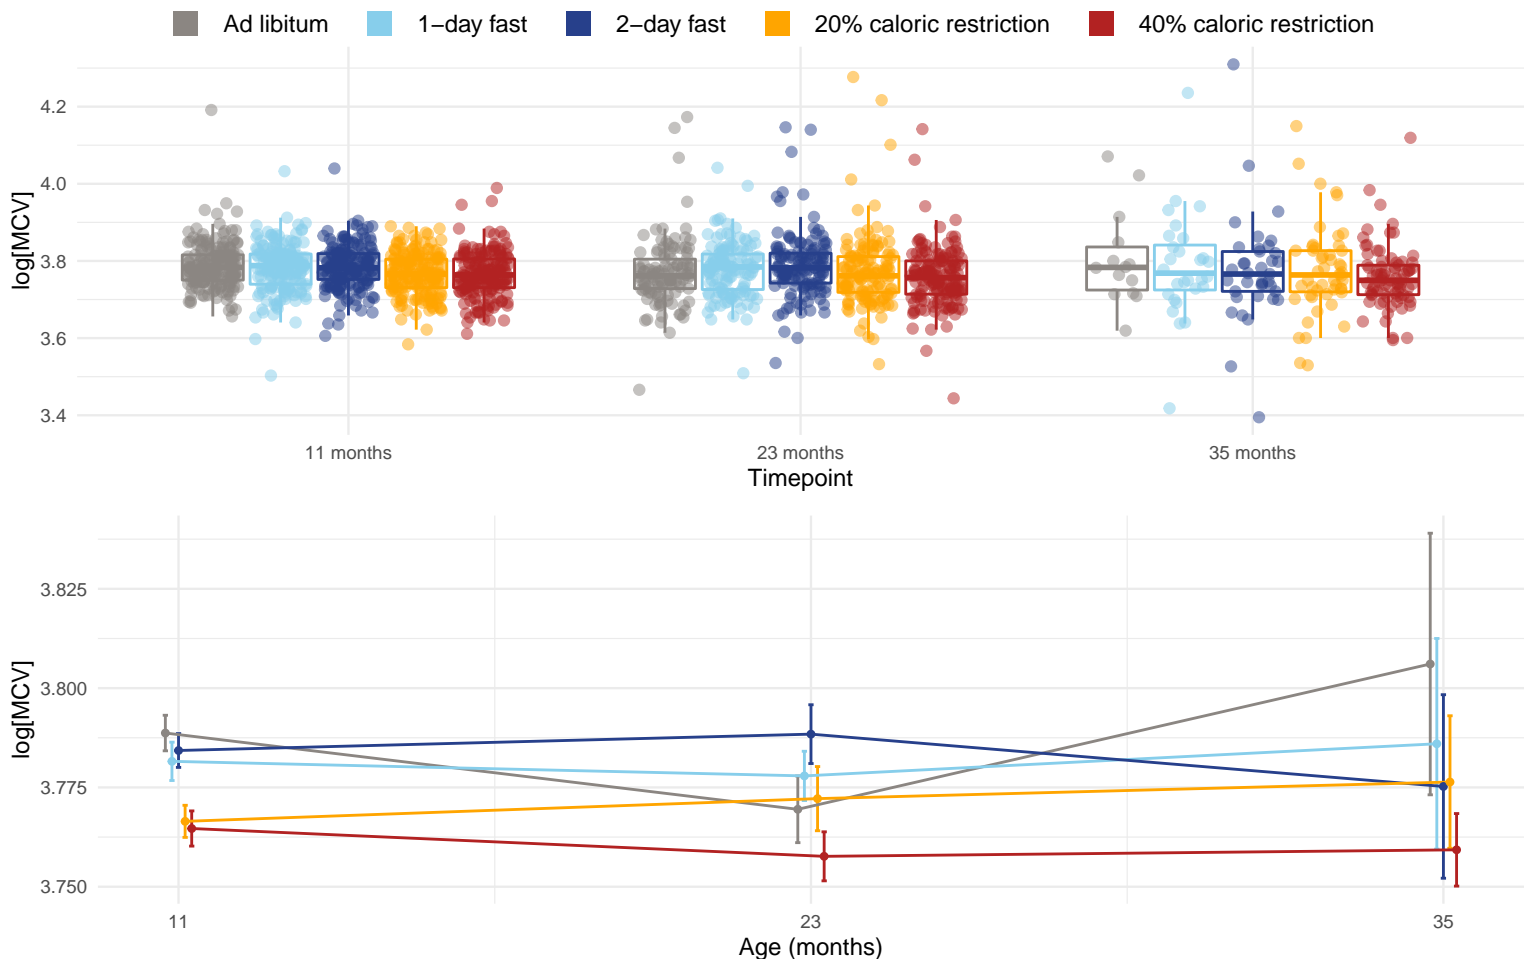 Ad libitum 1−day fast 2−day fast 20% caloric restriction 40% caloric restriction
4.2
4.0
3.8
3.6
3.4
log[MCV]
11 months 23 months 35 months
Timepoint
3.825
3.800
3.775
3.750
log[MCV]
11 23 35
Age (months)